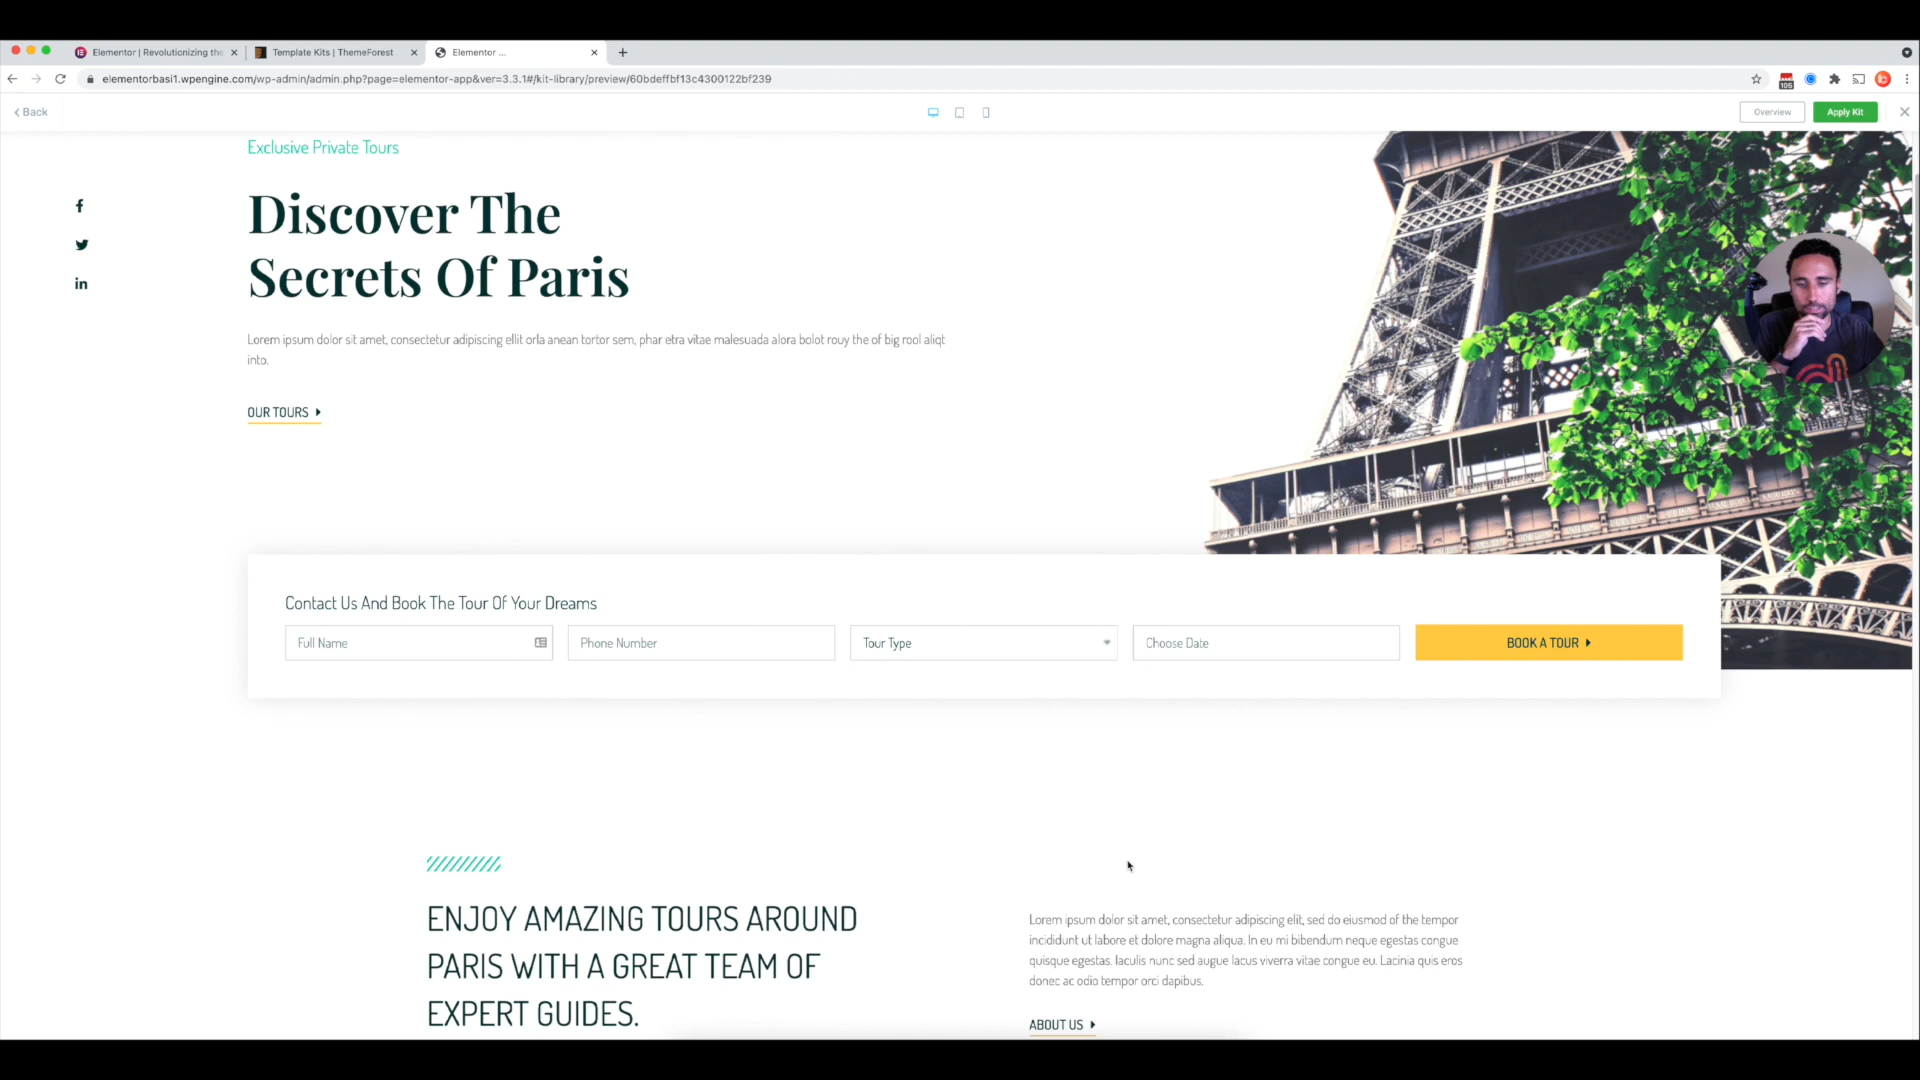 Elementor | Revolutionizing the
Template Kits | ThemeForest
Elementor ...
elementorbasi1.wpengine.com/wp-admin/admin.php?page=elementor-app&ver=3.3.1#/kit-library/preview/60bdeffbf13c4300122bf239
105
Back
Overview
Apply Kit
Exclusive Private Tours
Discover The
Secrets Of Paris
Lorem ipsum dolor sit amet, consectetur adipiscing ellit orla anean tortor sem, phar etra vitae malesuada alora bolot rouy the of big rool aliqt
into.
OUR TOURS
Contact Us And Book The Tour Of Your Dreams
Full Name
Phone Number
Tour Type
Choose Date
BOOK A TOUR
ENJOY AMAZING TOURS AROUND
PARIS WITH A GREAT TEAM OF
EXPERT GUIDES.
Lorem ipsum dolor sit amet, consectetur adipiscing elit, sed do eiusmod of the tempor
incididunt ut labore et dolore magna aliqua. In eu mi bibendum neque egestas congue
quisque egestas. Iaculis nunc sed augue lacus viverra vitae congue eu. Lacinia quis eros
donec ac odio tempor orci dapibus.
ABOUT US